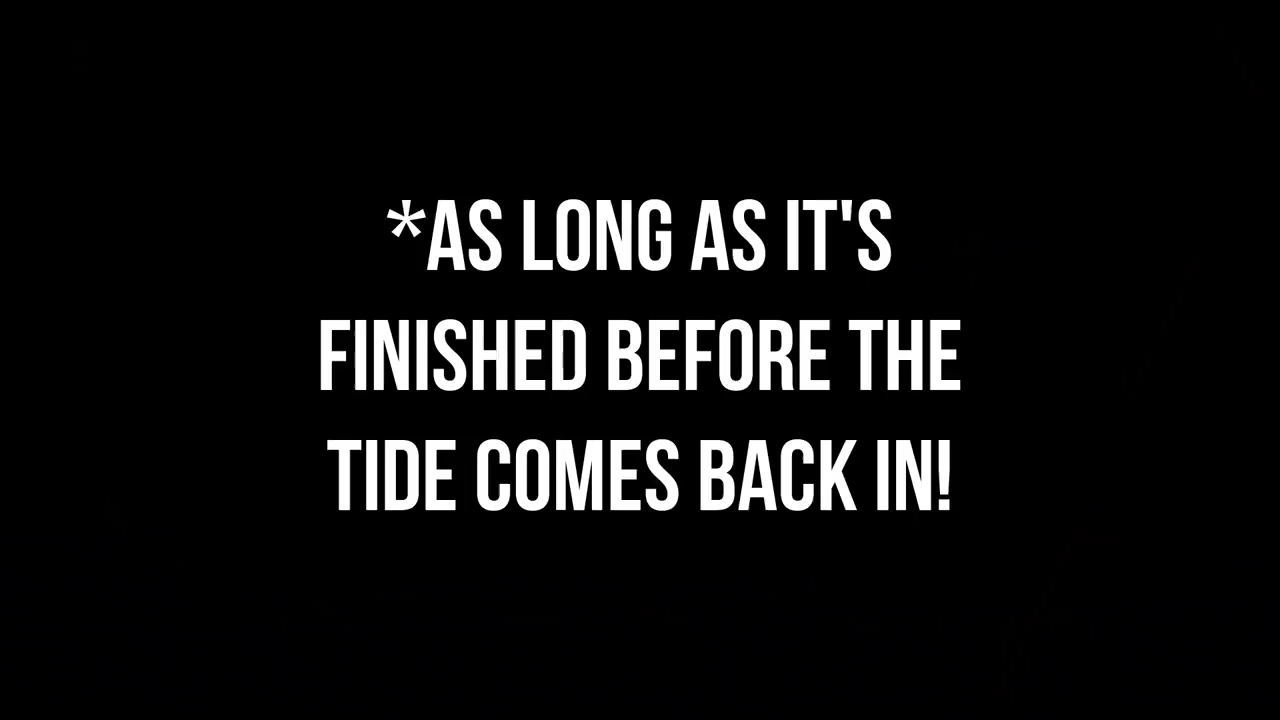 *AS LONG AS IT'S
FINISHED BEFORE THE
TIDE COMES BACK IN!